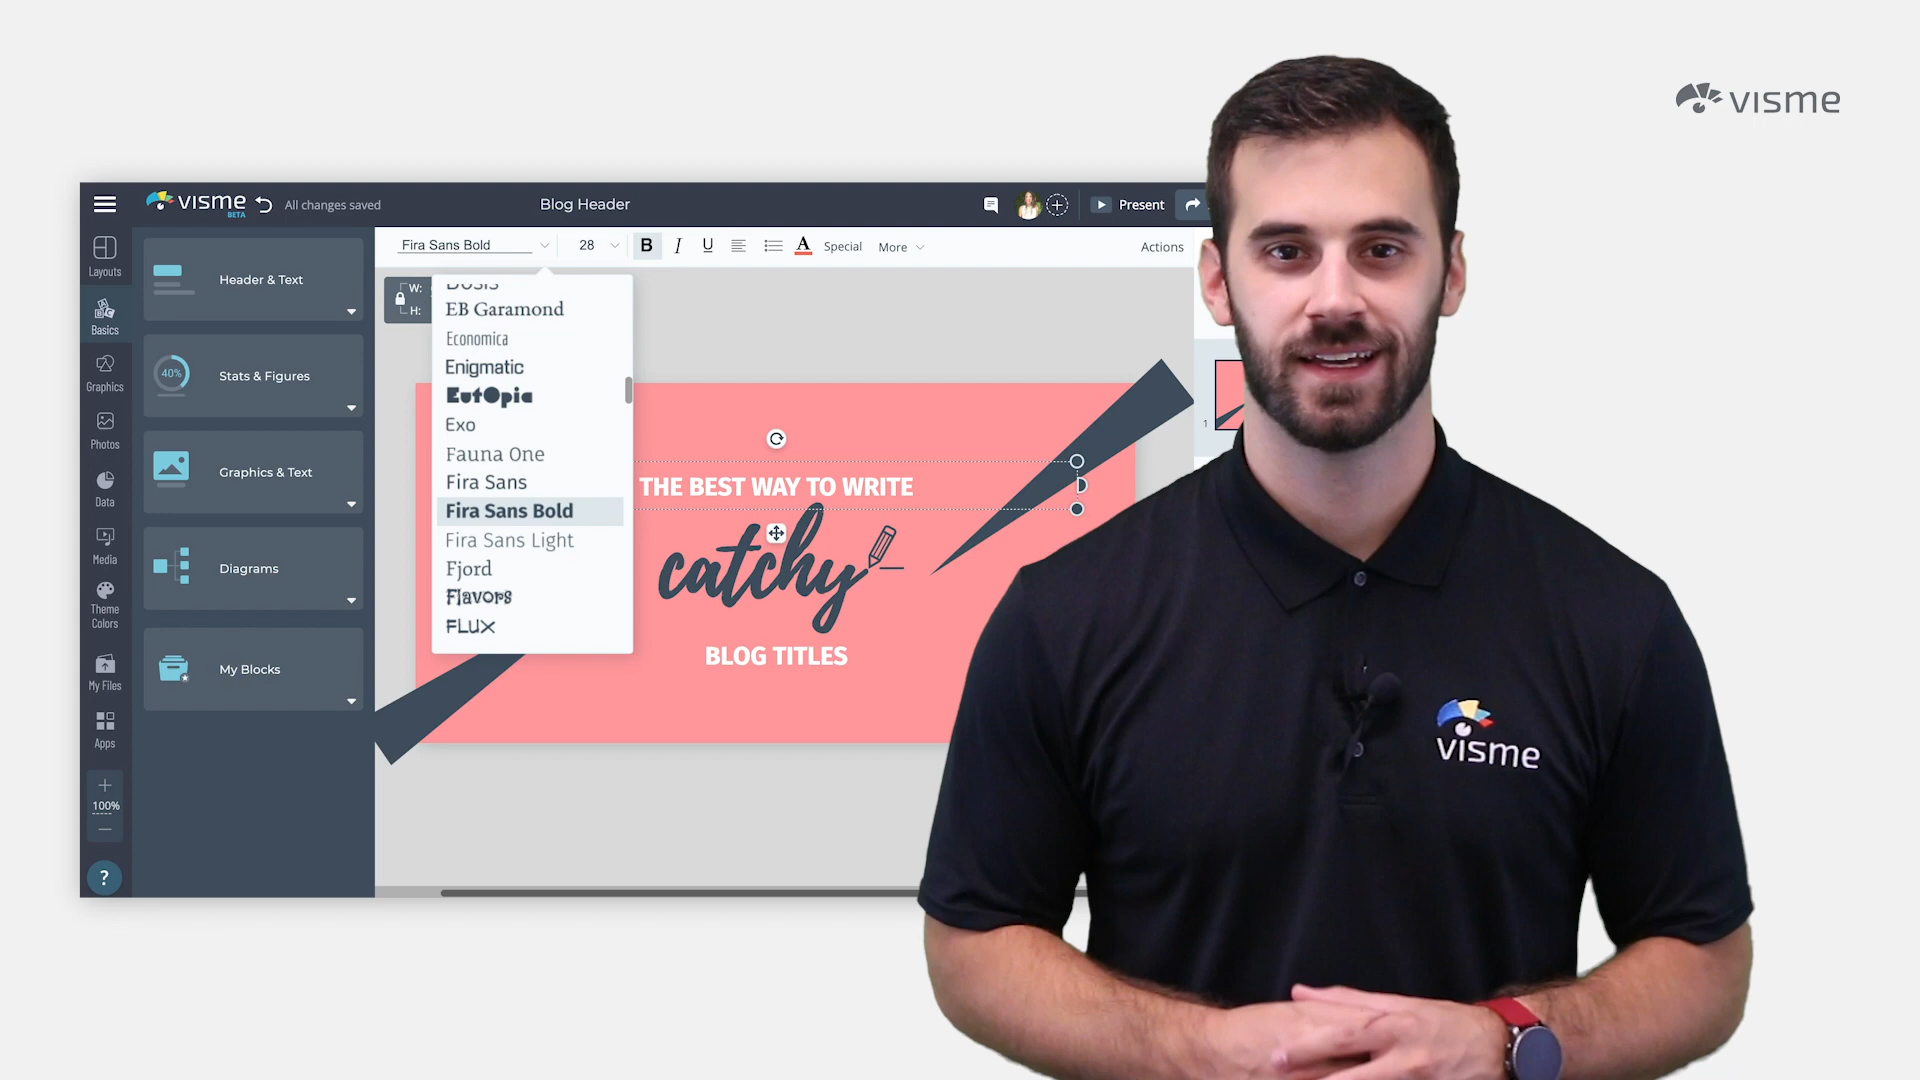 visme
visme
BETA
All changes saved
Blog Header
Present
Fira Sans Bold
28
B
I
U
A
Special
More
Actions
Layouts
Basics
Graphics
Photos
Data
Media
Theme
Colors
My Files
Apps
100%
?
Header & Text
40%
Stats & Figures
Graphics & Text
Diagrams
My Blocks
W:
H:
EB Garamond
Economica
Enigmatic
Eutopia
Exo
Fauna One
Fira Sans
Fira Sans Bold
Fira Sans Light
Fjord
Flavors
FLUX
THE BEST WAY TO WRITE
catchy
BLOG TITLES
1
visme